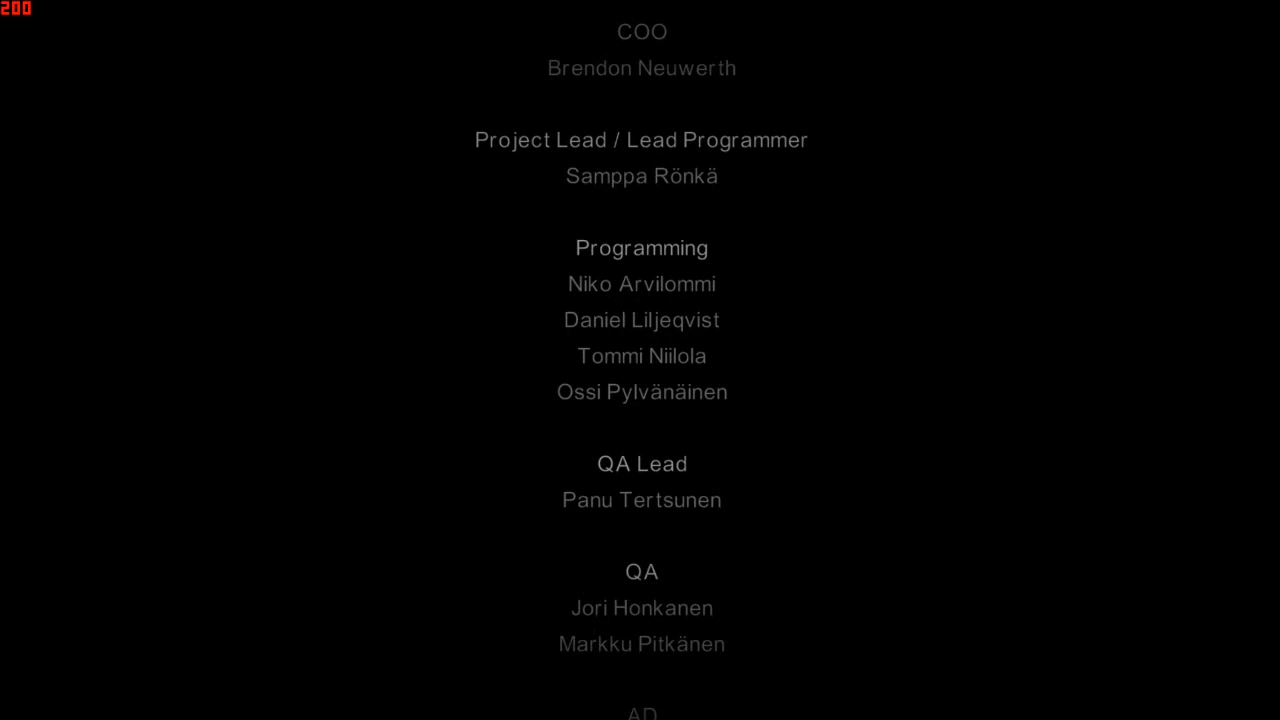 200
COO
Brendon Neuwerth
Project Lead / Lead Programmer
Samppa Rönkä
Programming
Niko Arvilommi
Daniel Liljeqvist
Tommi Niilola
Ossi Pylvänäinen
QA Lead
Panu Tertsunen
QA
Jori Honkanen
Markku Pitkänen
AD